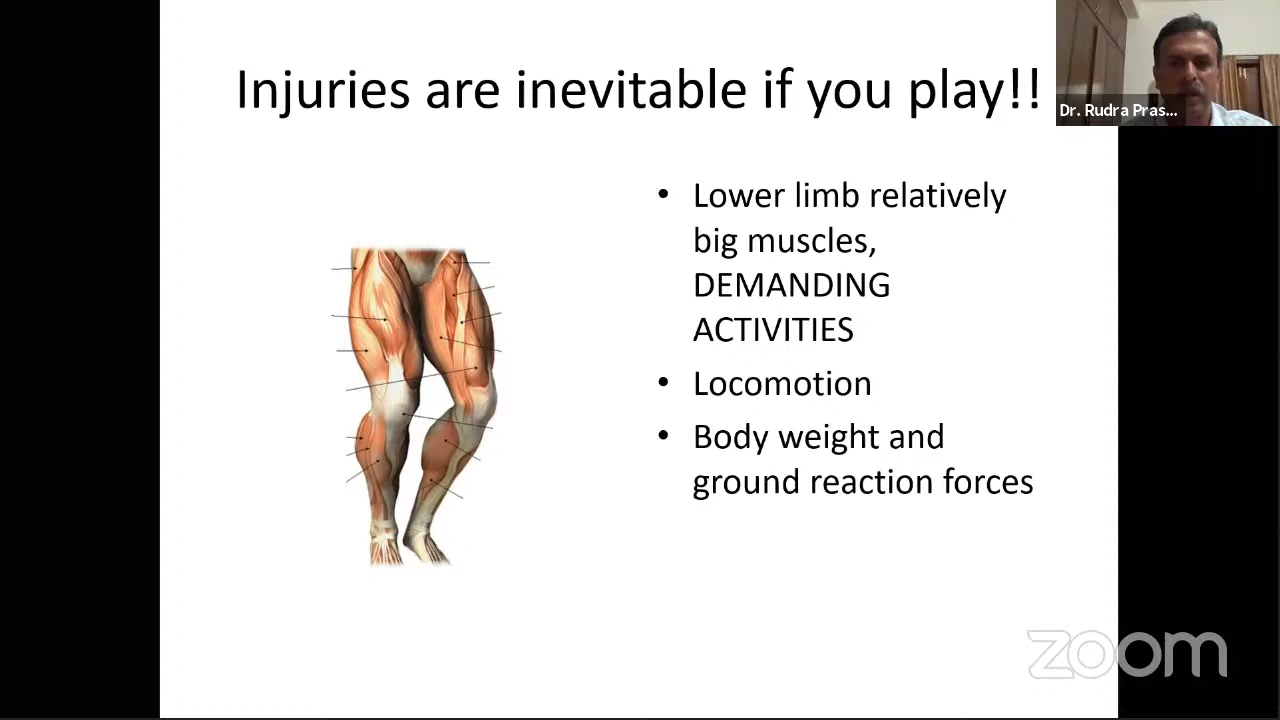 Injuries are inevitable if you play!!
Dr. Rudra Pras...
• Lower limb relatively
big muscles,
DEMANDING
ACTIVITIES
• Locomotion
• Body weight and
ground reaction forces
zoom